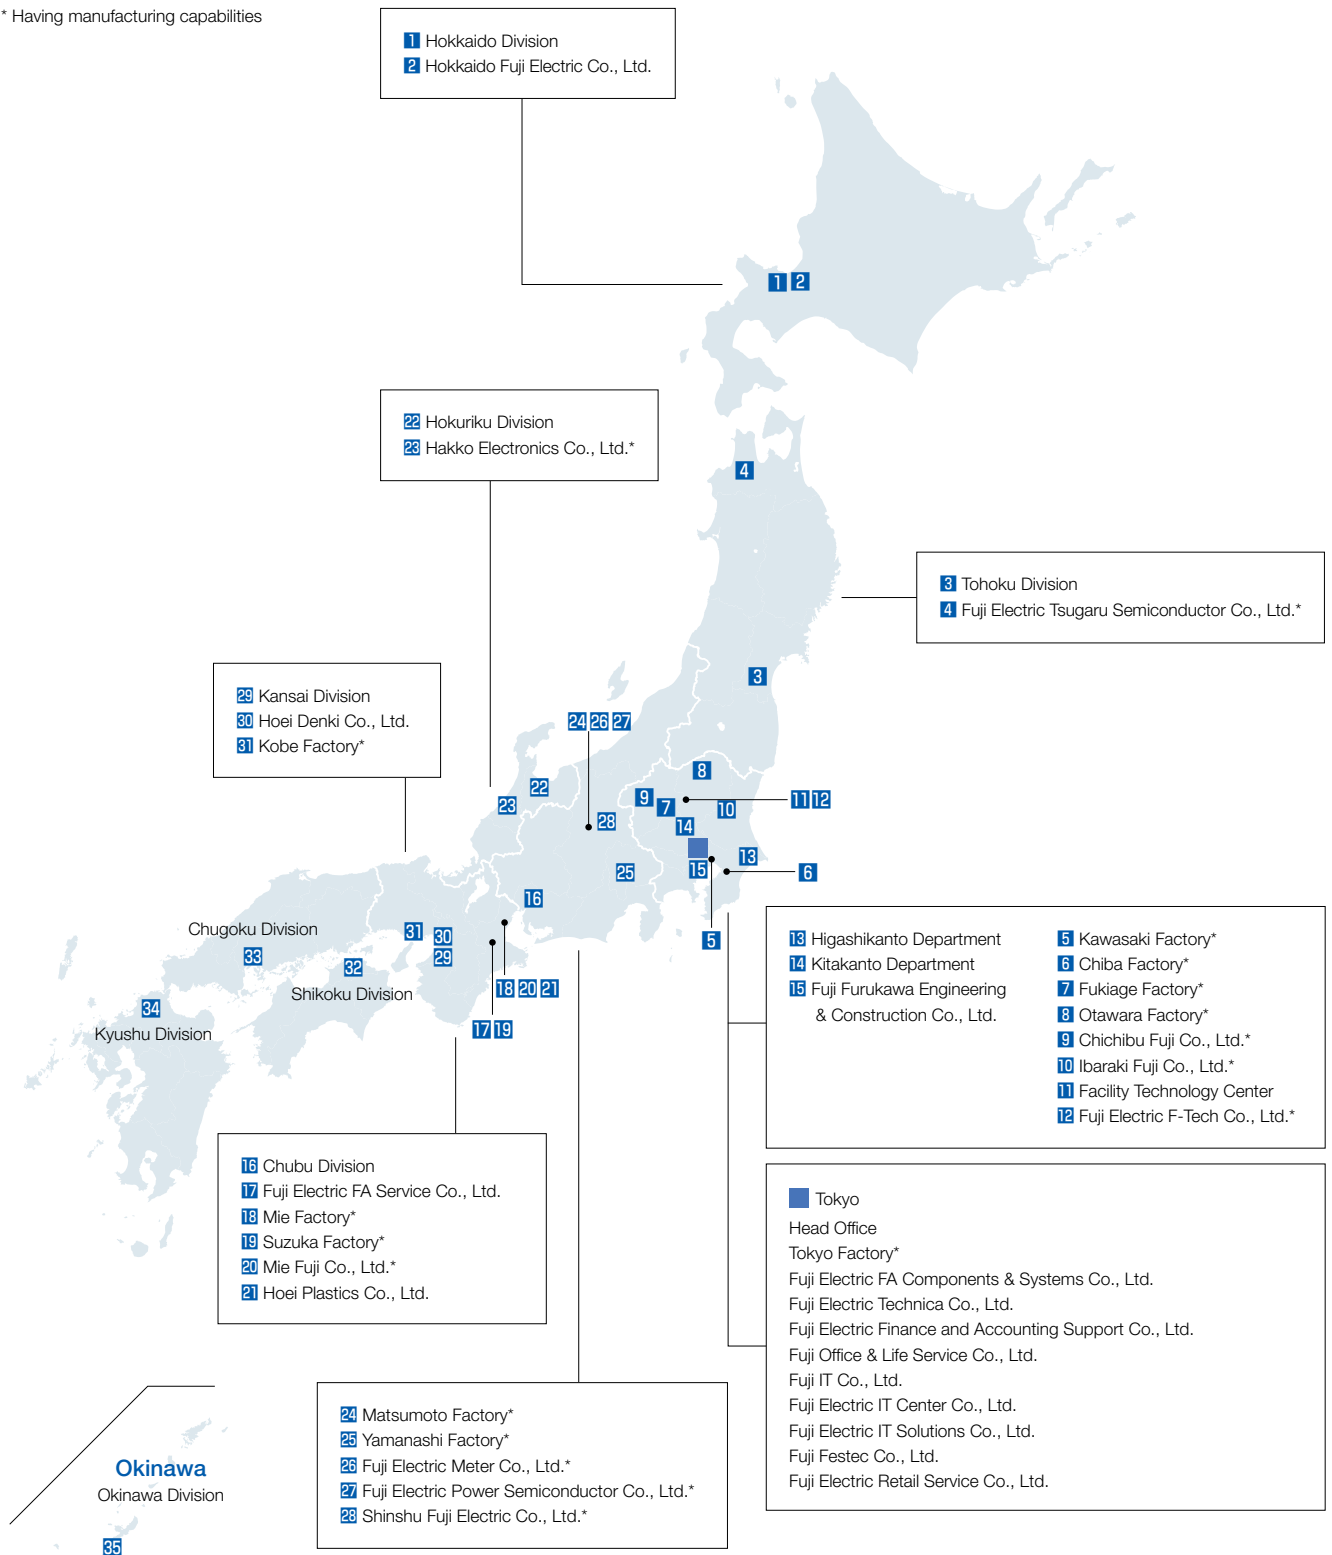 * Having manufacturing capabilities
1 Hokkaido Division
2 Hokkaido Fuji Electric Co., Ltd.
1 2
22 Hokuriku Division
23 Hakko Electronics Co., Ltd.*
4
3 Tohoku Division
4 Fuji Electric Tsugaru Semiconductor Co., Ltd.*
3
29 Kansai Division
30 Hoei Denki Co., Ltd.
31 Kobe Factory*
24 26 27
8
22
23
9
7
10
11 12
28
14
13
15
25
6
16
5
Chugoku Division
33
31
30
29
32
Shikoku Division
18 20 21
17 19
34
Kyushu Division
13 Higashikanto Department
14 Kitakanto Department
15 Fuji Furukawa Engineering
& Construction Co., Ltd.
5 Kawasaki Factory*
6 Chiba Factory*
7 Fukiage Factory*
8 Otawara Factory*
9 Chichibu Fuji Co., Ltd.*
10 Ibaraki Fuji Co., Ltd.*
11 Facility Technology Center
12 Fuji Electric F-Tech Co., Ltd.*
16 Chubu Division
17 Fuji Electric FA Service Co., Ltd.
18 Mie Factory*
19 Suzuka Factory*
20 Mie Fuji Co., Ltd.*
21 Hoei Plastics Co., Ltd.
Tokyo
Head Office
Tokyo Factory*
Fuji Electric FA Components & Systems Co., Ltd.
Fuji Electric Technica Co., Ltd.
Fuji Electric Finance and Accounting Support Co., Ltd.
Fuji Office & Life Service Co., Ltd.
Fuji IT Co., Ltd.
Fuji Electric IT Center Co., Ltd.
Fuji Electric IT Solutions Co., Ltd.
Fuji Festec Co., Ltd.
Fuji Electric Retail Service Co., Ltd.
24 Matsumoto Factory*
25 Yamanashi Factory*
26 Fuji Electric Meter Co., Ltd.*
27 Fuji Electric Power Semiconductor Co., Ltd.*
28 Shinshu Fuji Electric Co., Ltd.*
Okinawa
Okinawa Division
35